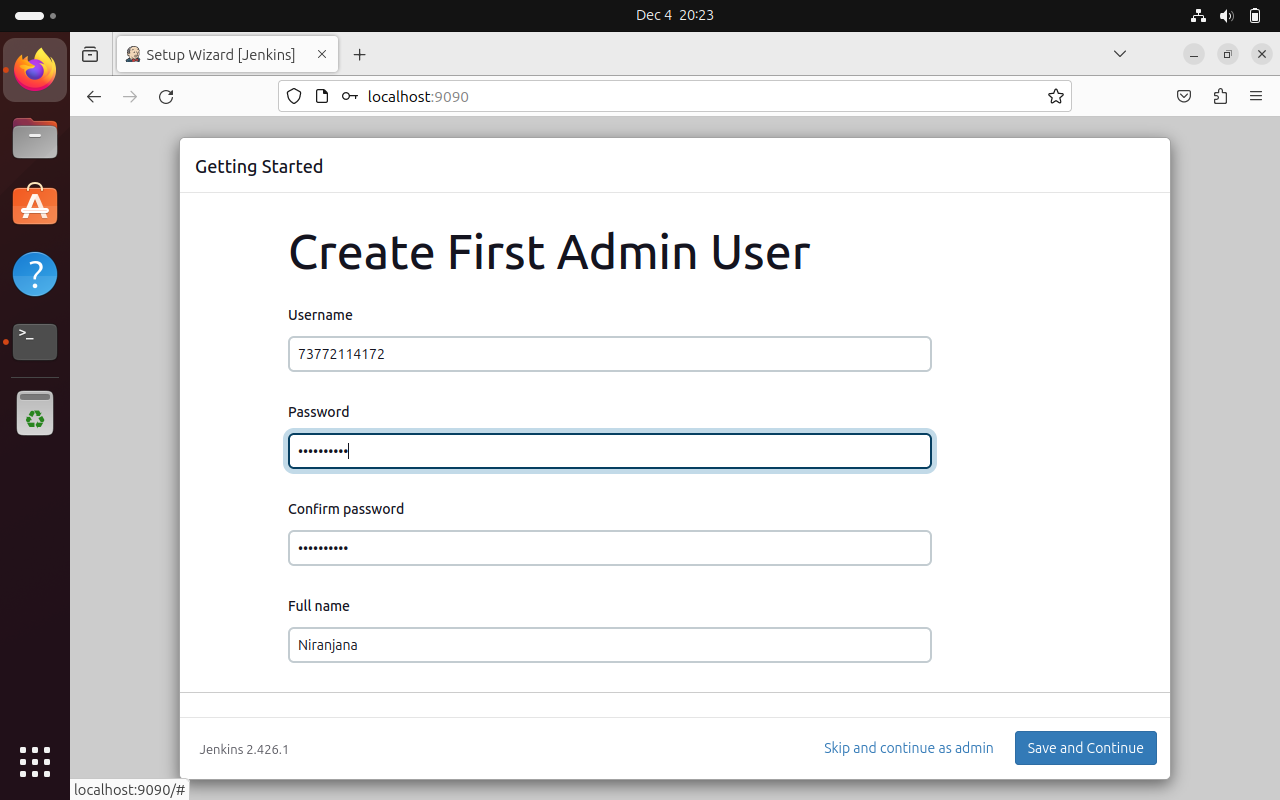 Dec 4 20:23
Setup Wizard [Jenkins]
localhost:9090
Getting Started
Create First Admin User
Username
73772114172
Password
••••••••••
Confirm password
••••••••••
Full name
Niranjana
Jenkins 2.426.1
Skip and continue as admin
Save and Continue
localhost:9090/#